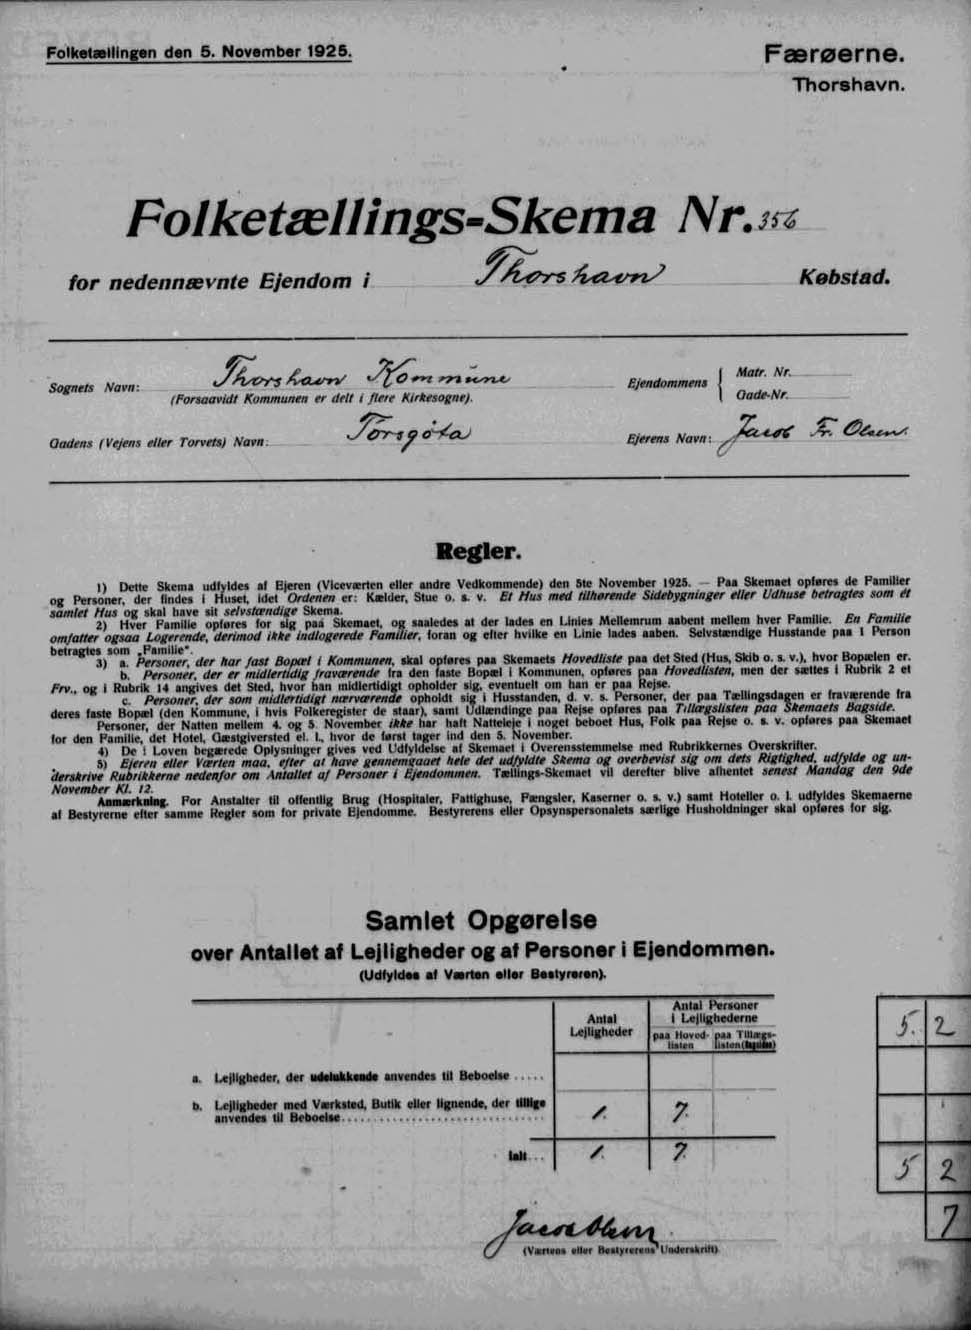 Folketællingen den 5. November 1925.
Færøerne.
Thorshavn.
Folketællings-Skema Nr. 356
for nedennævnte Ejendom i Thorshavn Købstad.
Sognets Navn: Thorshavn Kommune
(Forsaavidt Kommunen er delt i flere Kirkesogne).
Ejendommens
Matr. Nr.
Gade-Nr.
Gadens (Vejens eller Torvets) Navn: Torsgøta
Ejerens Navn: Jacob Fr. Olsen.
Regler.
1) Dette Skema udfyldes af Ejeren (Viceværten eller andre Vedkommende) den 5te November 1925. — Paa Skemaet opføres de Familier
og Personer, der findes i Huset, idet Ordenen er: Kælder, Stue o. s. v. Et Hus med tilhørende Sidebygninger eller Udhuse betragtes som ét
samlet Hus og skal have sit selvstændige Skema.
2) Hver Familie opføres for sig paa Skemaet, og saaledes at der lades en Linies Mellemrum aabent mellem hver Familie. En Familie
omfatter ogsaa Logerende, derimod ikke indlogerede Familier, foran og efter hvilke en Linie lades aaben. Selvstændige Husstande paa 1 Person
betragtes som „Familie“.
3) a. Personer, der har fast Bopæl i Kommunen, skal opføres paa Skemaets Hovedliste paa det Sted (Hus, Skib o. s. v.), hvor Bopælen er.
b. Personer, der er midlertidig fraværende fra den faste Bopæl i Kommunen, opføres paa Hovedlisten, men der sættes i Rubrik 2 et
Frv., og i Rubrik 14 angives det Sted, hvor han midlertidigt opholder sig, eventuelt om han er paa Rejse.
c. Personer, der som midlertidigt nærværende opholdt sig i Husstanden, d. v. s. Personer, der paa Tællingsdagen er fraværende fra
deres faste Bopæl (den Kommune, i hvis Folkeregister de staar), samt Udlændinge paa Rejse opføres paa Tillægslisten paa Skemaets Bagside.
Personer, der Natten mellem 4. og 5. November ikke har haft Natteleje i noget beboet Hus, Folk paa Rejse o. s. v. opføres paa Skemaet
for den Familie, det Hotel, Gæstgiversted el. l., hvor de først tager ind den 5. November.
4) De i Loven begærede Oplysninger gives ved Udfyldelse af Skemaet i Overensstemmelse med Rubrikkernes Overskrifter.
5) Ejeren eller Værten maa, efter at have gennemgaaet hele det udfyldte Skema og overbevist sig om dets Rigtighed, udfylde og un-
derskrive Rubrikkerne nedenfor om Antallet af Personer i Ejendommen. Tællings-Skemaet vil derefter blive afhentet senest Mandag den 9de
November Kl. 12.
Anmærkning. For Anstalter til offentlig Brug (Hospitaler, Fattighuse, Fængsler, Kaserner o. s. v.) samt Hoteller o. l. udfyldes Skemaerne
af Bestyrerne efter samme Regler som for private Ejendomme. Bestyrerens eller Opsynspersonalets særlige Husholdninger skal opføres for sig.
Samlet Opgørelse
over Antallet af Lejligheder og af Personer i Ejendommen.
(Udfyldes af Værten eller Bestyreren).
Antal
Lejligheder
Antal Personer
i Lejlighederne
paa Hoved-
listen
paa Tillægs-
listen
5. 2
a. Lejligheder, der udelukkende anvendes til Beboelse .....
b. Lejligheder med Værksted, Butik eller lignende, der tillige
anvendes til Beboelse............................ 1. 7.
Ialt... 1. 7.
5 2
7
Jacob Olsen
(Værtens eller Bestyrerens Underskrift)